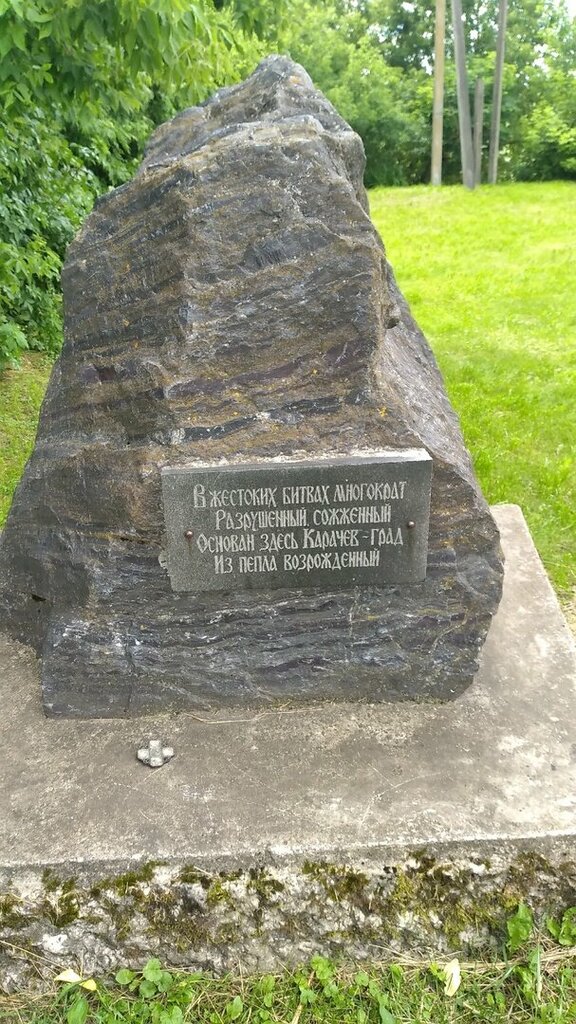 В жестоких битвах многократ
Разрушенный, сожженный
Основан здесь Карачев-град
Из пепла возрожденный